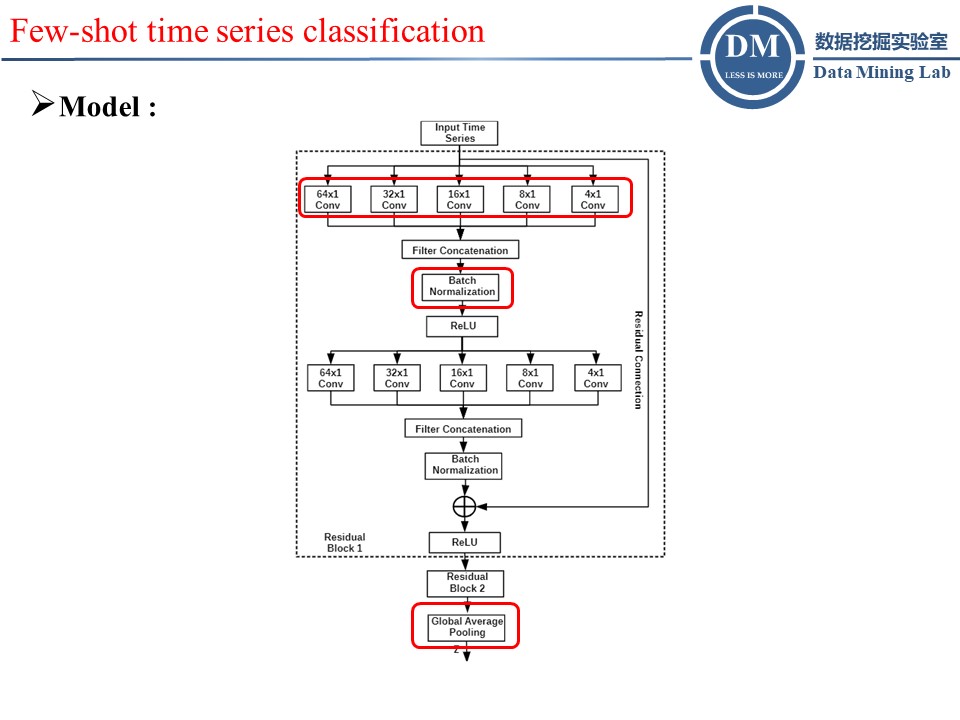 Few-shot time series classification
DM
LESS IS MORE
数据挖掘实验室
Data Mining Lab
Model :
Input Time
Series
64x1
Conv
32x1
Conv
16x1
Conv
8x1
Conv
4x1
Conv
Filter Concatenation
Batch
Normalization
ReLU
Residual Connection
64x1
Conv
32x1
Conv
16x1
Conv
8x1
Conv
4x1
Conv
Filter Concatenation
Batch
Normalization
Residual
Block 1
ReLU
Residual
Block 2
Global Average
Pooling
Z